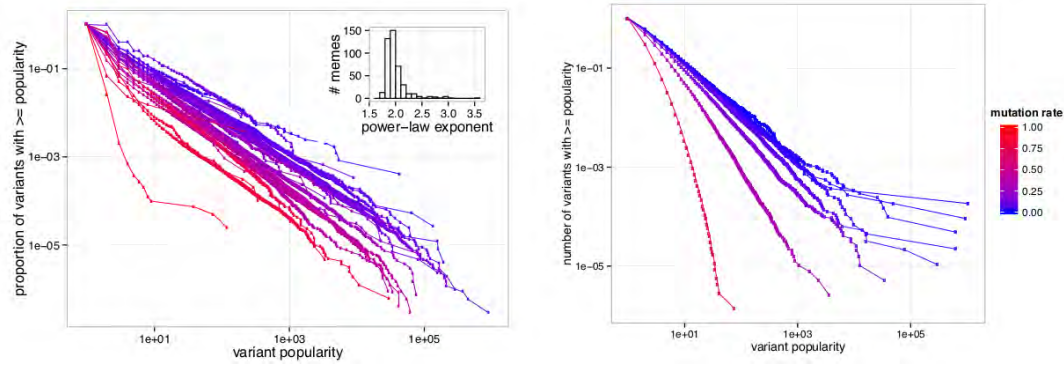 proportion of variants with >= popularity
1e-01
1e-03
1e-05
1e+01
1e+03
1e+05
variant popularity
# memes
150
100
50
0
1.5
2.0
2.5
3.0
3.5
power-law exponent
number of variants with >= popularity
1e-01
1e-03
1e-05
1e+01
1e+03
1e+05
variant popularity
mutation rate
1.00
0.75
0.50
0.25
0.00